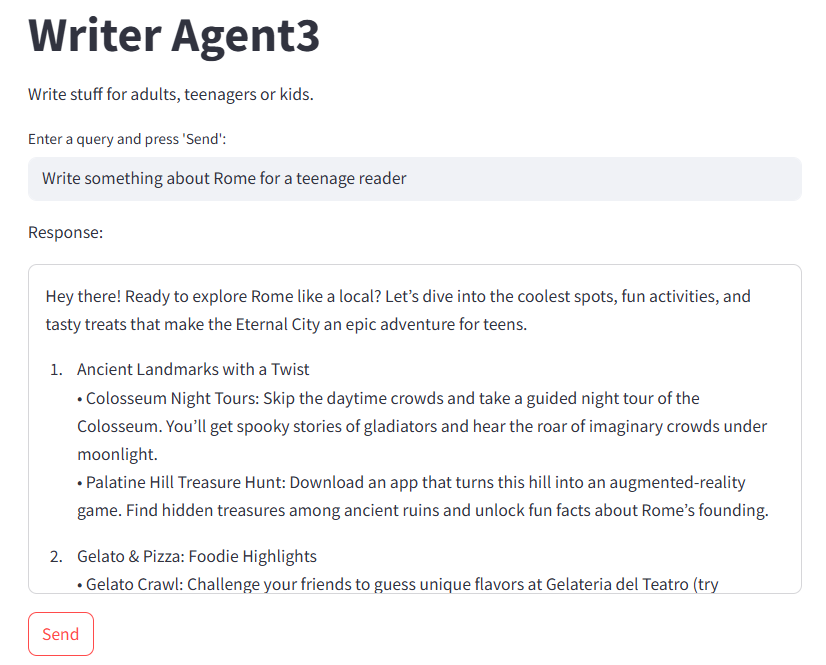 Writer Agent3
Write stuff for adults, teenagers or kids.
Enter a query and press 'Send':
Write something about Rome for a teenage reader
Response:
Hey there! Ready to explore Rome like a local? Let’s dive into the coolest spots, fun activities, and
tasty treats that make the Eternal City an epic adventure for teens.
1. Ancient Landmarks with a Twist
• Colosseum Night Tours: Skip the daytime crowds and take a guided night tour of the
Colosseum. You’ll get spooky stories of gladiators and hear the roar of imaginary crowds under
moonlight.
• Palatine Hill Treasure Hunt: Download an app that turns this hill into an augmented-reality
game. Find hidden treasures among ancient ruins and unlock fun facts about Rome’s founding.
2. Gelato & Pizza: Foodie Highlights
• Gelato Crawl: Challenge your friends to guess unique flavors at Gelateria del Teatro (try
Send